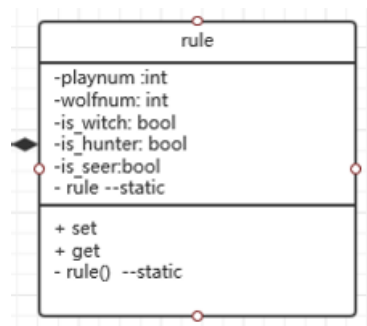 rule
-playnum :int
-wolfnum: int
-is_witch: bool
-is_hunter: bool
-is_seer:bool
- rule --static
+ set
+ get
- rule()  --static